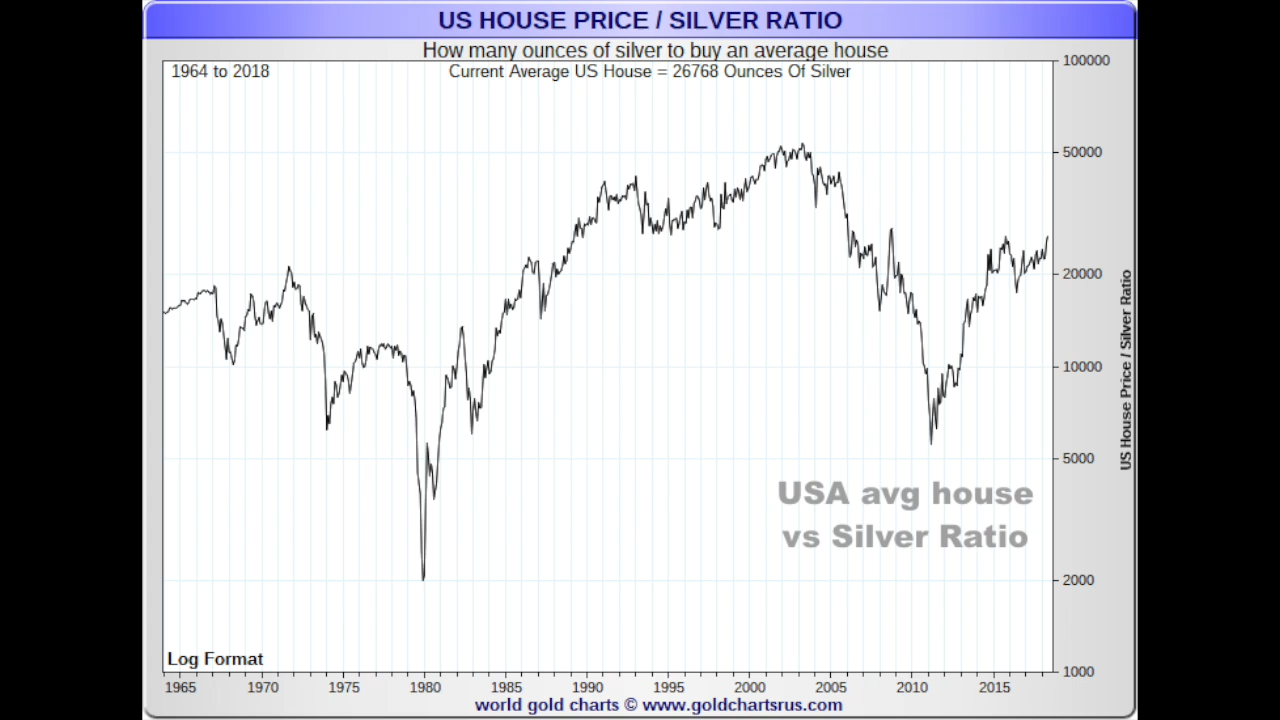 US HOUSE PRICE / SILVER RATIO
How many ounces of silver to buy an average house
1964 to 2018
Current Average US House = 26768 Ounces Of Silver
100000
50000
20000
10000
5000
2000
1000
US House Price / Silver Ratio
USA avg house
vs Silver Ratio
Log Format
1965 1970 1975 1980 1985 1990 1995 2000 2005 2010 2015
world gold charts © www.goldchartsrus.com